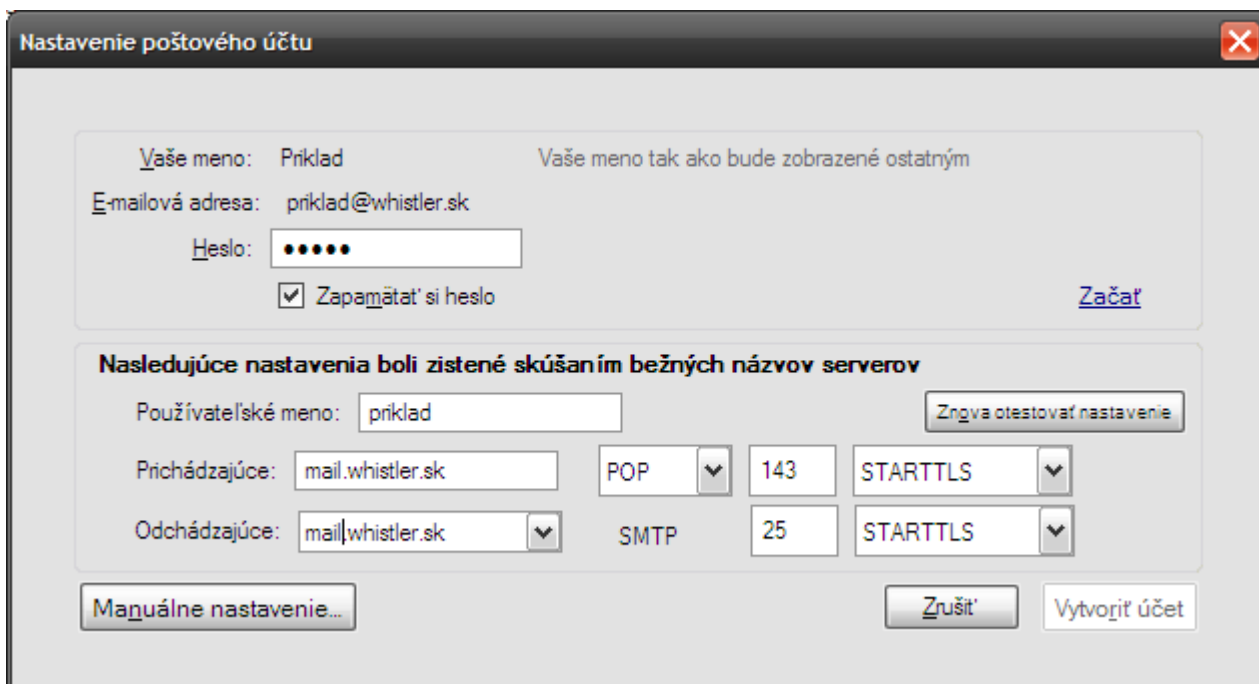 Nastavenie poštového účtu
Vaše meno: Priklad Vaše meno tak ako bude zobrazené ostatným
E-mailová adresa: priklad@whistler.sk
Heslo: •••••
Zapamätať si heslo Začať
Nasledujúce nastavenia boli zistené skúšaním bežných názvov serverov
Používateľské meno: priklad Znova otestovať nastavenie
Prichádzajúce: mail.whistler.sk POP 143 STARTTLS
Odchádzajúce: mail.whistler.sk SMTP 25 STARTTLS
Manuálne nastavenie... Zrušiť Vytvoriť účet